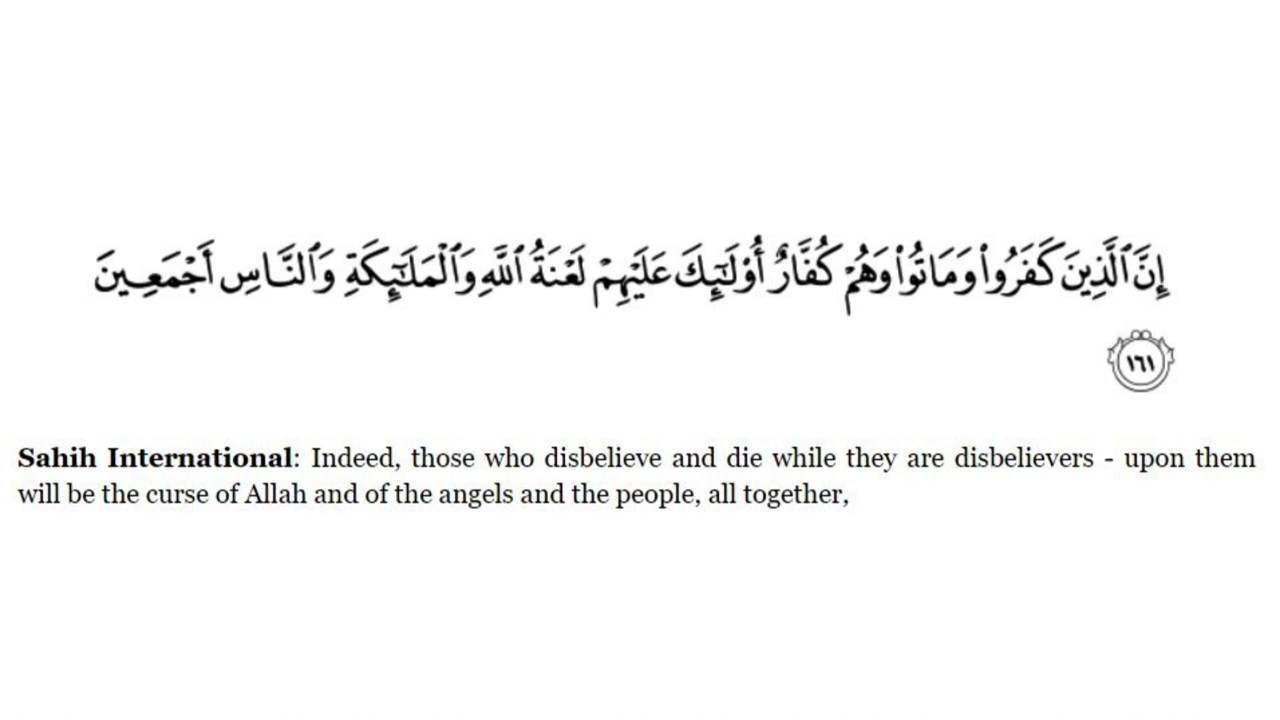 إِنَّ ٱلَّذِينَ كَفَرُوا۟ وَمَاتُوا۟ وَهُمْ كُفَّارٌ أُو۟لَـٰٓئِكَ عَلَيْهِمْ لَعْنَةُ ٱللَّهِ وَٱلْمَلَـٰٓئِكَةِ وَٱلنَّاسِ أَجْمَعِينَ
١٦١
Sahih International: Indeed, those who disbelieve and die while they are disbelievers - upon them
will be the curse of Allah and of the angels and the people, all together,